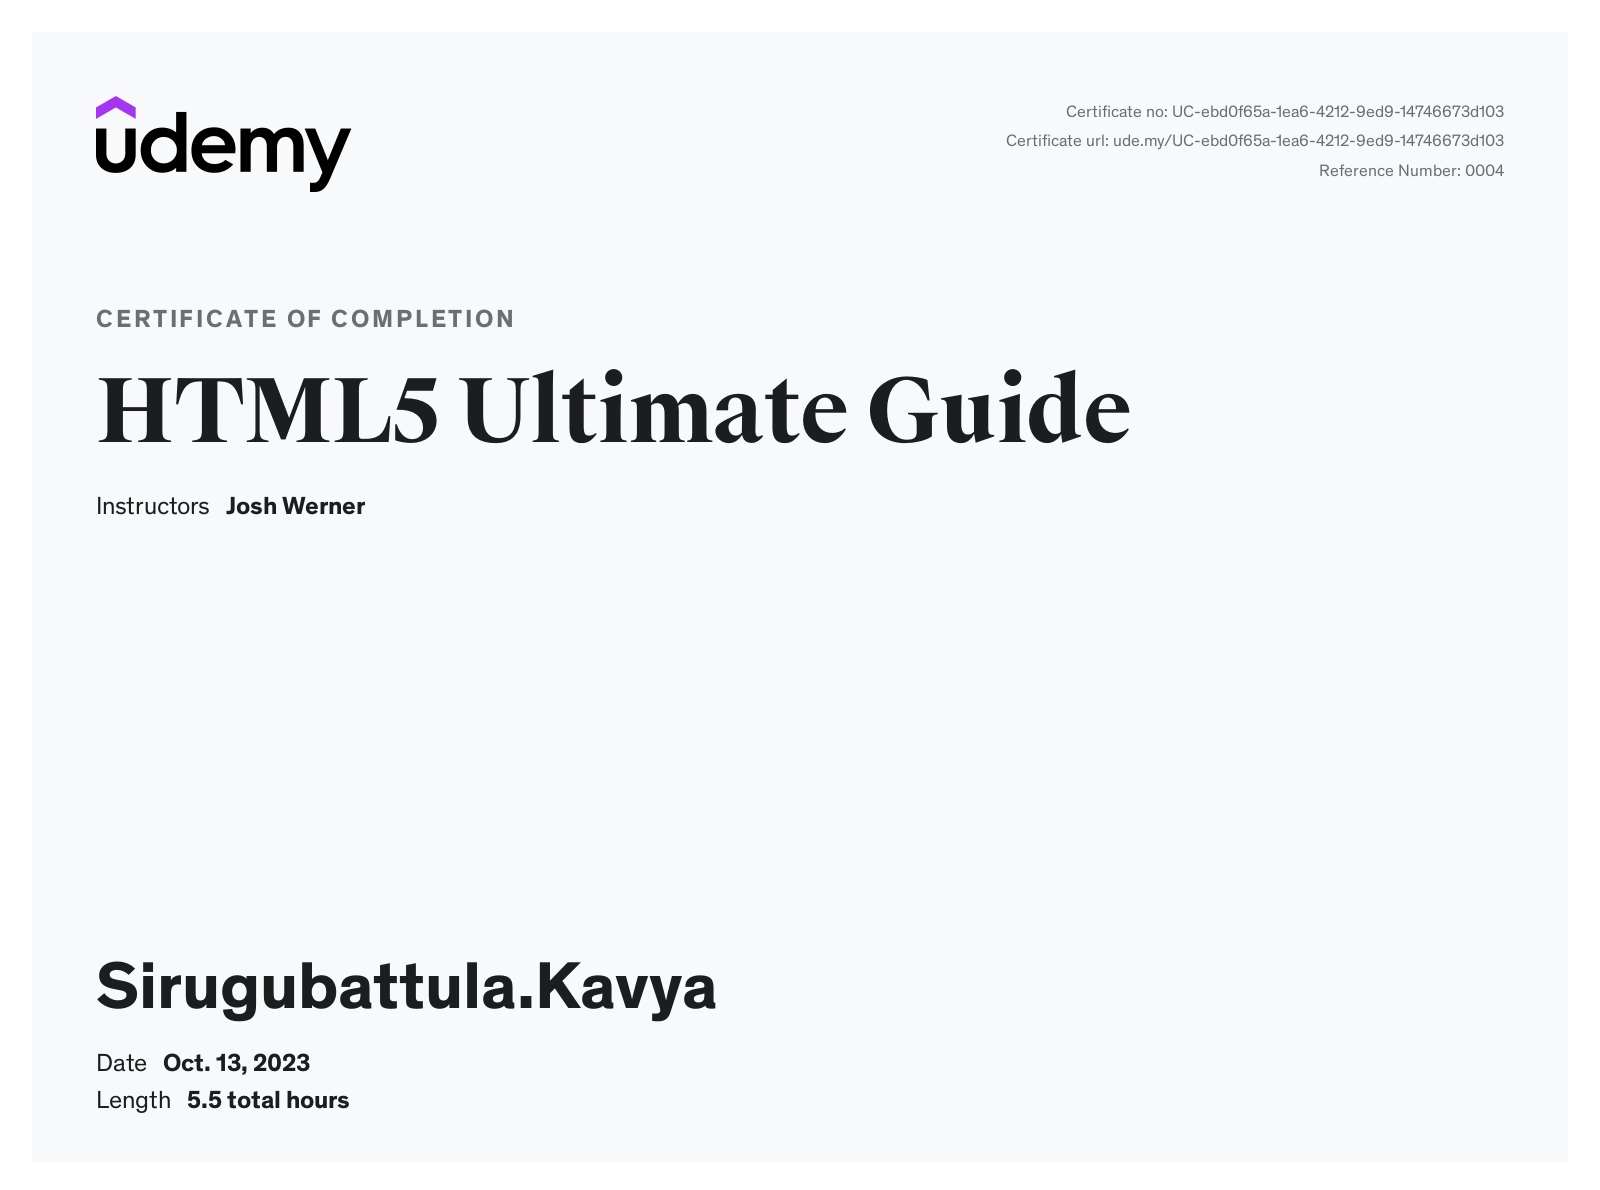 udemy
Certificate no: UC-ebd0f65a-1ea6-4212-9ed9-14746673d103
Certificate url: ude.my/UC-ebd0f65a-1ea6-4212-9ed9-14746673d103
Reference Number: 0004
CERTIFICATE OF COMPLETION
HTML5 Ultimate Guide
Instructors Josh Werner
Sirugubattula.Kavya
Date Oct. 13, 2023
Length 5.5 total hours